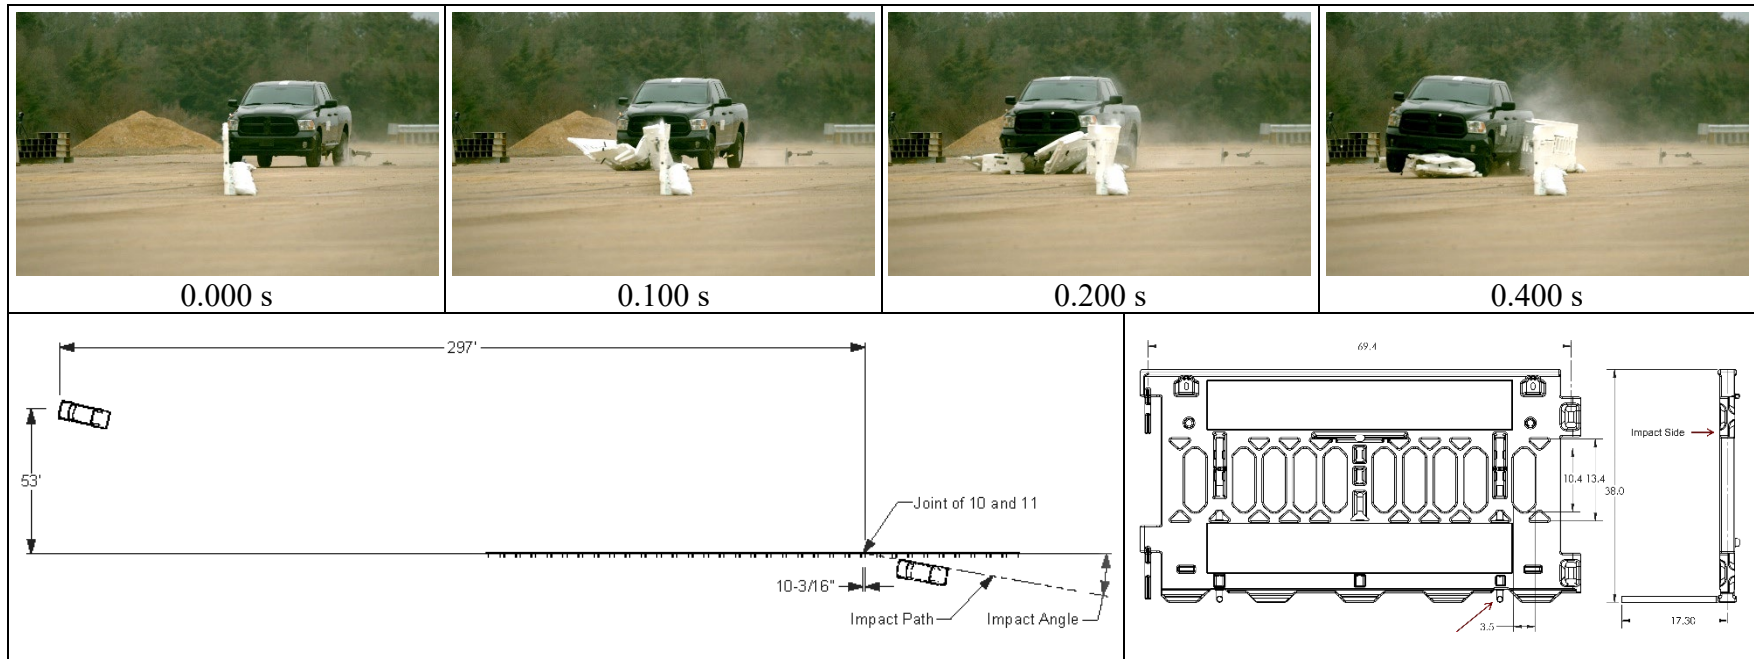 0.000 s
0.100 s
0.200 s
0.400 s
297'
53'
Joint of 10 and 11
10-3/16"
Impact Path
Impact Angle
69.4
Impact Side
10.4
13.4
38.0
3.5
17.30